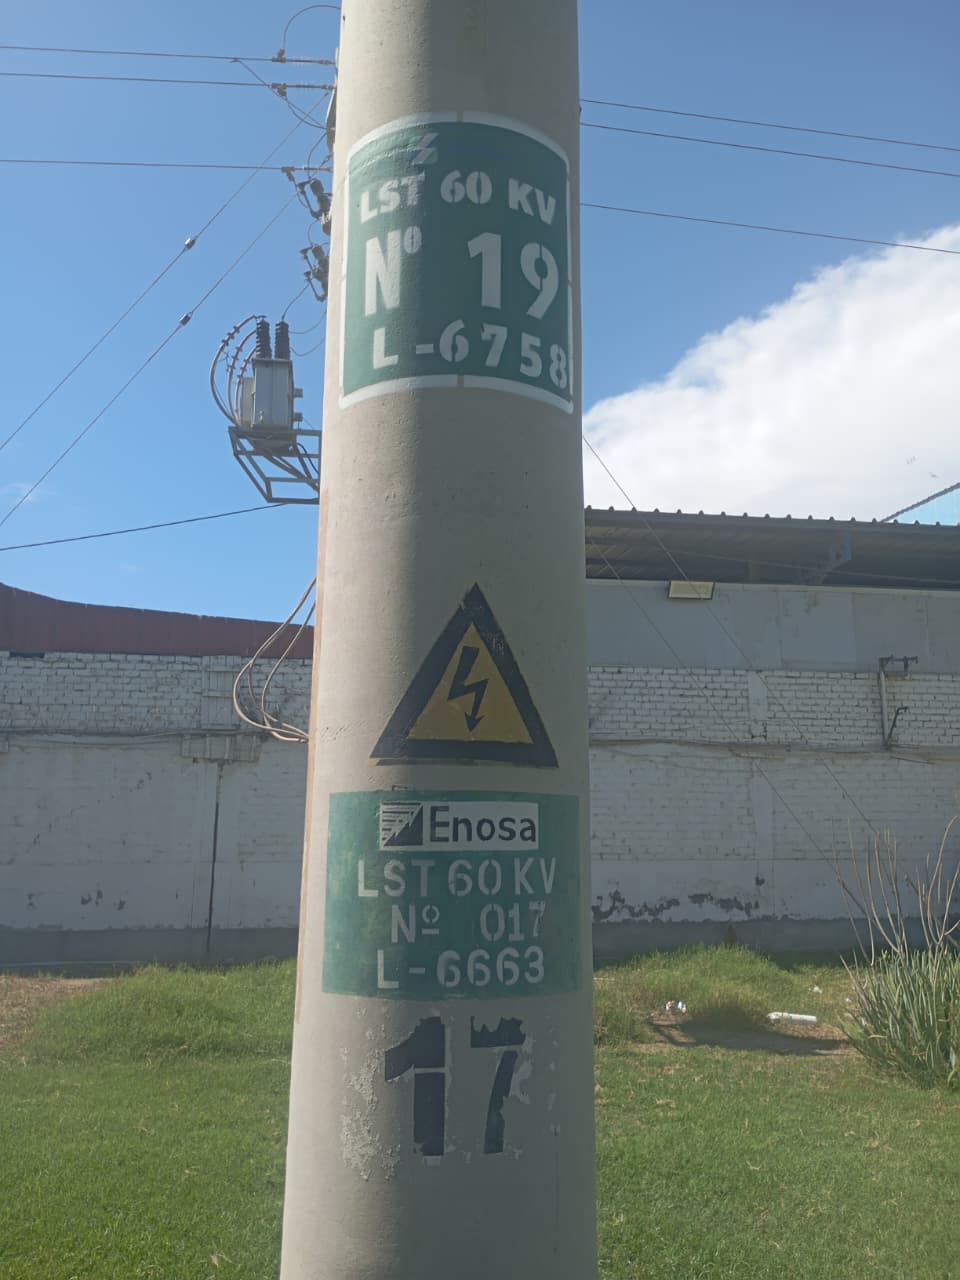 LST 60 KV
Nº 19
L-6758
Enosa
LST 60 KV
Nº 017
L-6663
17